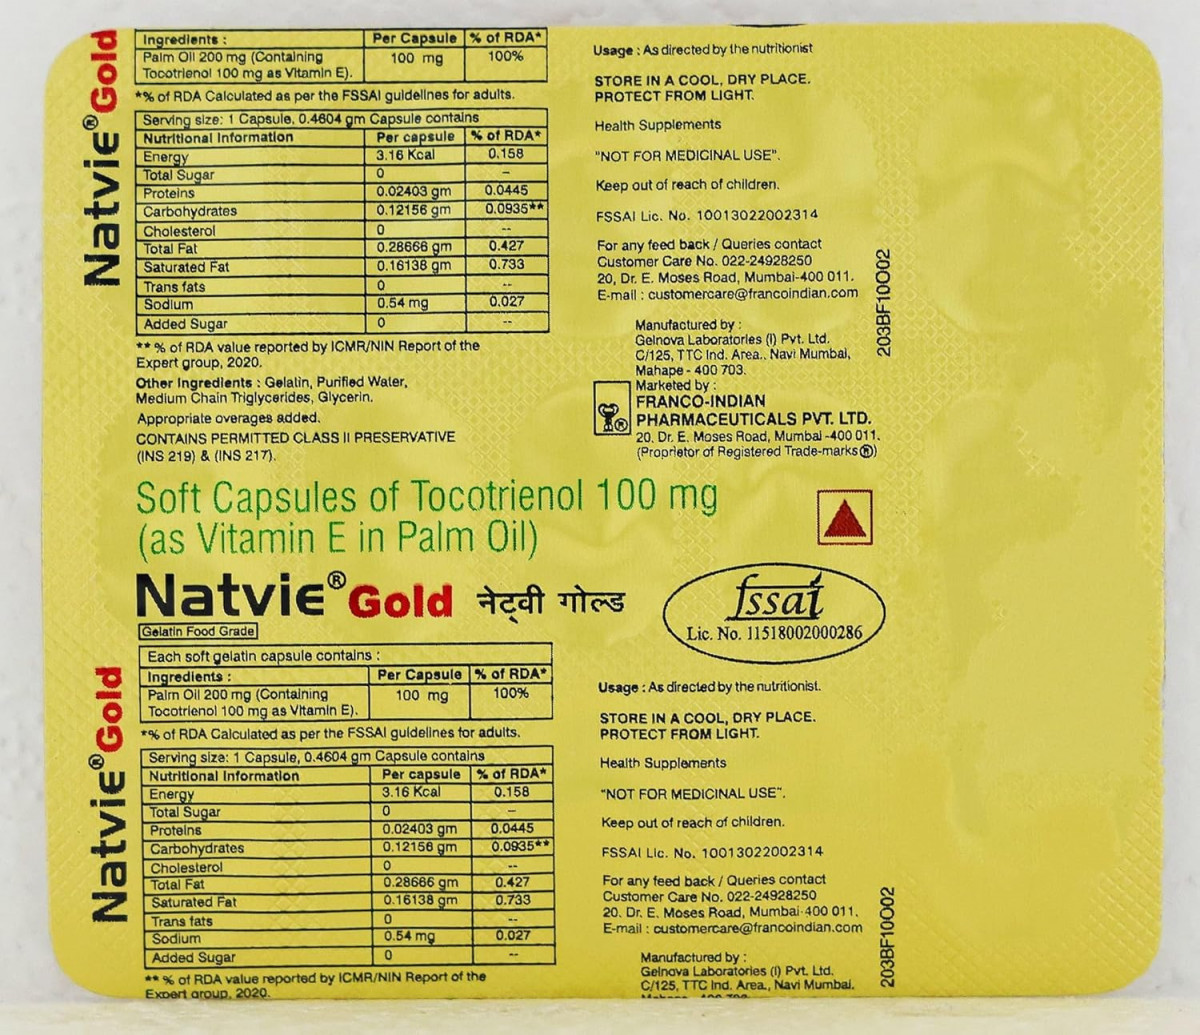 Natvie® Gold
Ingredients : Per Capsule % of RDA*
Palm Oil 200 mg (Containing 100 mg 100%
Tocotrienol 100 mg as Vitamin E).
*% of RDA Calculated as per the FSSAI guidelines for adults.
Serving size: 1 Capsule, 0.4604 gm Capsule contains
Nutritional Information Per capsule % of RDA*
Energy 3.16 Kcal 0.158
Total Sugar 0 --
Proteins 0.02403 gm 0.0445
Carbohydrates 0.12156 gm 0.0935**
Cholesterol 0 --
Total Fat 0.28666 gm 0.427
Saturated Fat 0.16138 gm 0.733
Trans fats 0 --
Sodium 0.54 mg 0.027
Added Sugar 0 --
** % of RDA value reported by ICMR/NIN Report of the
Expert group, 2020.
Other Ingredients : Gelatin, Purified Water,
Medium Chain Triglycerides, Glycerin.
Appropriate overages added.
CONTAINS PERMITTED CLASS II PRESERVATIVE
(INS 219) & (INS 217).
Usage : As directed by the nutritionist
STORE IN A COOL, DRY PLACE.
PROTECT FROM LIGHT.
Health Supplements
"NOT FOR MEDICINAL USE".
Keep out of reach of children.
FSSAI Lic. No. 10013022002314
For any feed back / Queries contact
Customer Care No. 022-24928250
20, Dr. E. Moses Road, Mumbai-400 011.
E-mail : customercare@francoindian.com
203BF10O02
Manufactured by :
Gelnova Laboratories (I) Pvt. Ltd.
C/125, TTC Ind. Area., Navi Mumbai,
Mahape - 400 703.
Marketed by :
FRANCO-INDIAN
PHARMACEUTICALS PVT. LTD.
20, Dr. E. Moses Road, Mumbai -400 011.
(Proprietor of Registered Trade-marks ®)
®
Soft Capsules of Tocotrienol 100 mg
(as Vitamin E in Palm Oil)
Natvie® Gold नेट्वी गोल्ड
Gelatin Food Grade
fssai
Lic. No. 11518002000286
Natvie® Gold
Each soft gelatin capsule contains :
Ingredients : Per Capsule % of RDA*
Palm Oil 200 mg (Containing 100 mg 100%
Tocotrienol 100 mg as Vitamin E).
*% of RDA Calculated as per the FSSAI guidelines for adults.
Serving size: 1 Capsule, 0.4604 gm Capsule contains
Nutritional Information Per capsule % of RDA*
Energy 3.16 Kcal 0.158
Total Sugar 0 --
Proteins 0.02403 gm 0.0445
Carbohydrates 0.12156 gm 0.0935**
Cholesterol 0 --
Total Fat 0.28666 gm 0.427
Saturated Fat 0.16138 gm 0.733
Trans fats 0 --
Sodium 0.54 mg 0.027
Added Sugar 0 --
** % of RDA value reported by ICMR/NIN Report of the
Expert group, 2020.
Usage : As directed by the nutritionist.
STORE IN A COOL, DRY PLACE.
PROTECT FROM LIGHT.
Health Supplements
"NOT FOR MEDICINAL USE".
Keep out of reach of children.
FSSAI Lic. No. 10013022002314
For any feed back / Queries contact
Customer Care No. 022-24928250
20. Dr. E. Moses Road, Mumbai-400 011.
E-mail : customercare@francoindian.com
203BF10O02
Manufactured by :
Gelnova Laboratories (I) Pvt. Ltd.
C/125, TTC Ind. Area., Navi Mumbai.